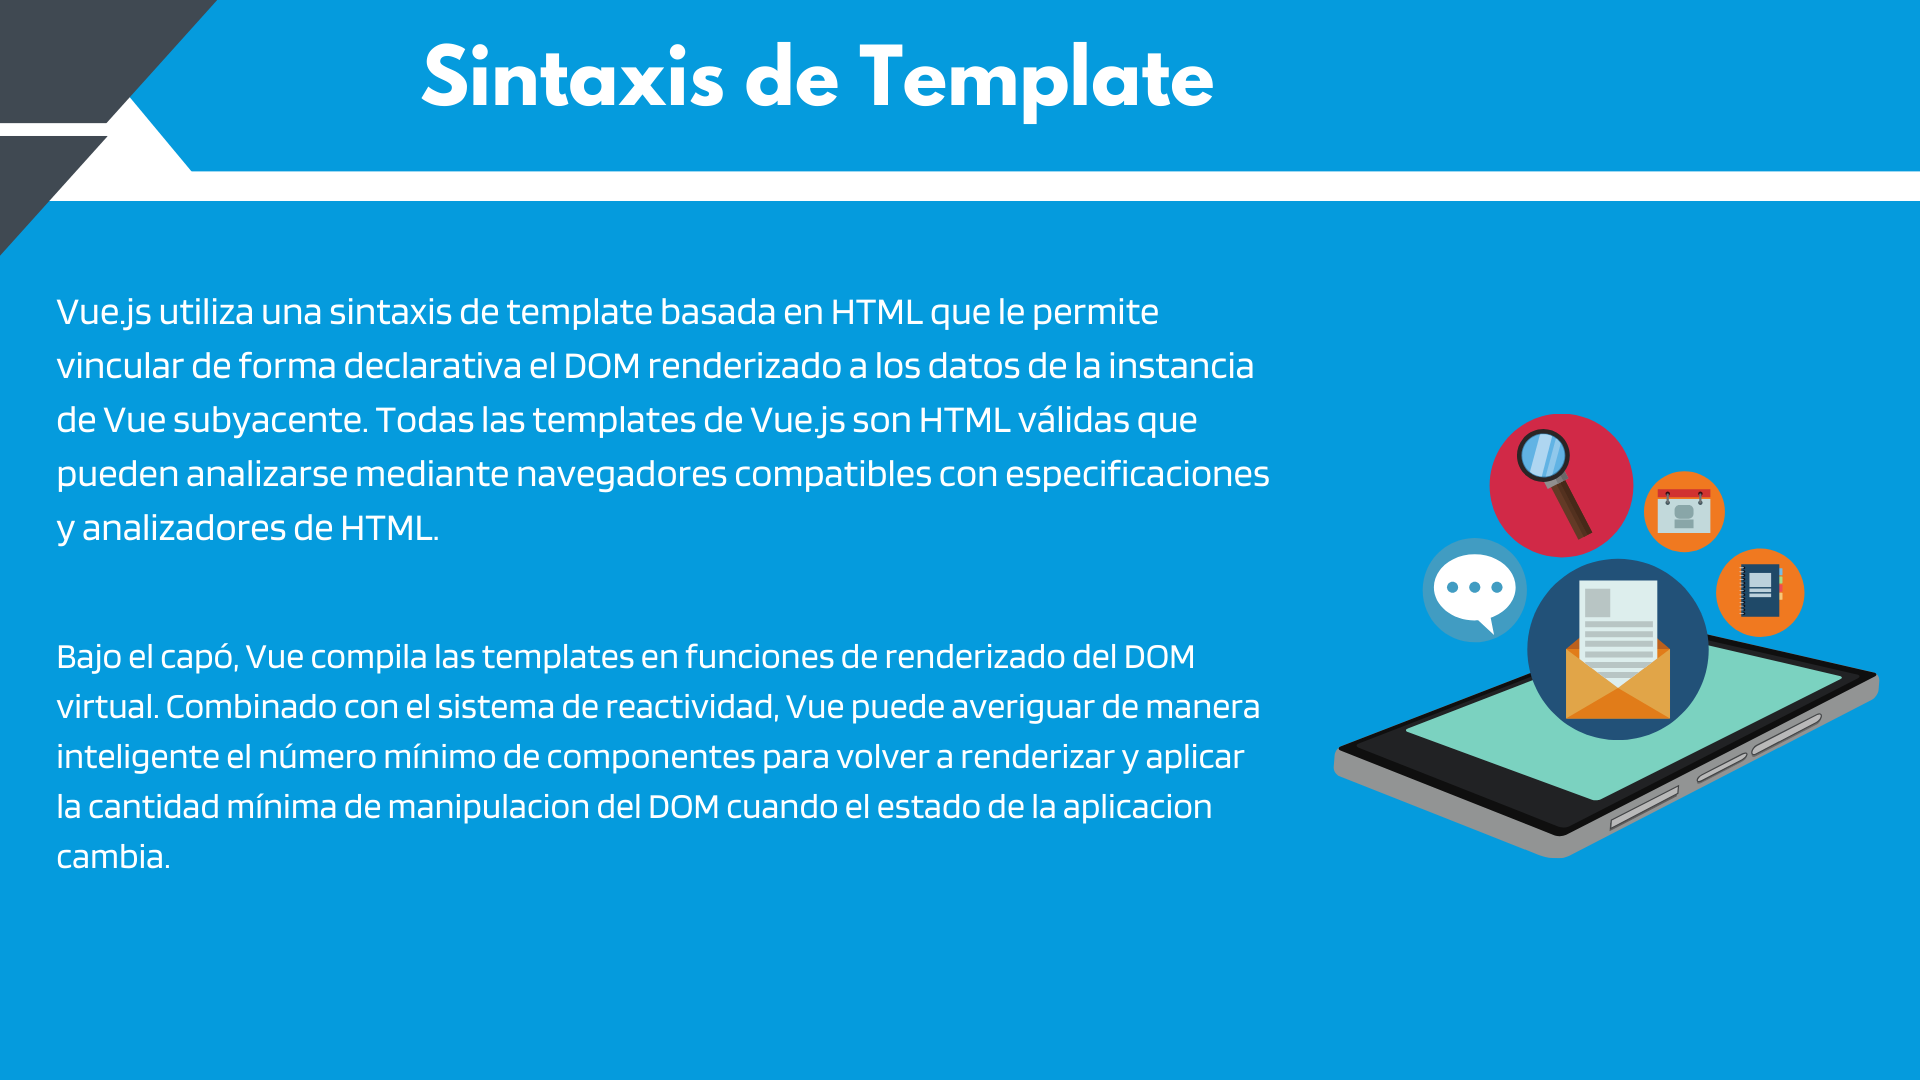 Sintaxis de Template
Vue.js utiliza una sintaxis de template basada en HTML que le permite
vincular de forma declarativa el DOM renderizado a los datos de la instancia
de Vue subyacente. Todas las templates de Vue.js son HTML válidas que
pueden analizarse mediante navegadores compatibles con especificaciones
y analizadores de HTML.
Bajo el capó, Vue compila las templates en funciones de renderizado del DOM
virtual. Combinado con el sistema de reactividad, Vue puede averiguar de manera
inteligente el número mínimo de componentes para volver a renderizar y aplicar
la cantidad mínima de manipulacion del DOM cuando el estado de la aplicacion
cambia.